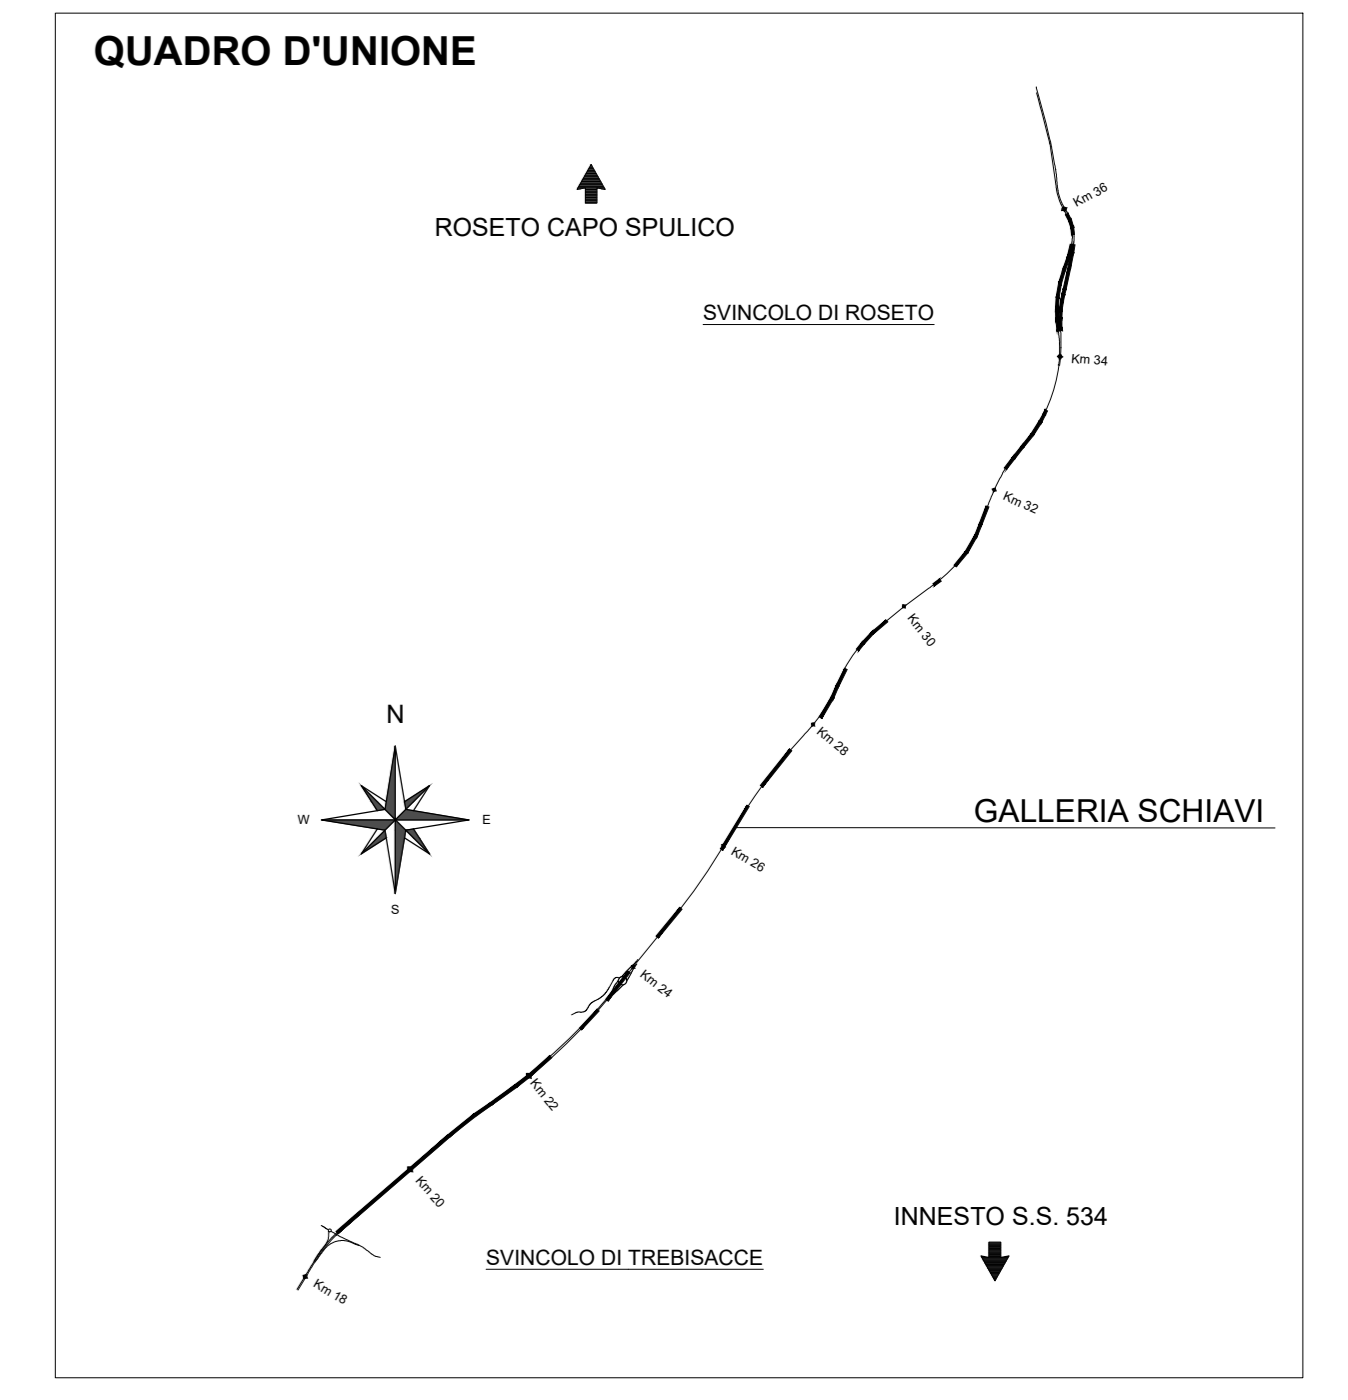 QUADRO D'UNIONE
Km 36
ROSETO CAPO SPULICO
SVINCOLO DI ROSETO
Km 34
Km 32
Km 30
N
Km 28
GALLERIA SCHIAVI
W
E
Km 26
S
Km 24
Km 22
Km 20
INNESTO S.S. 534
SVINCOLO DI TREBISACCE
Km 18